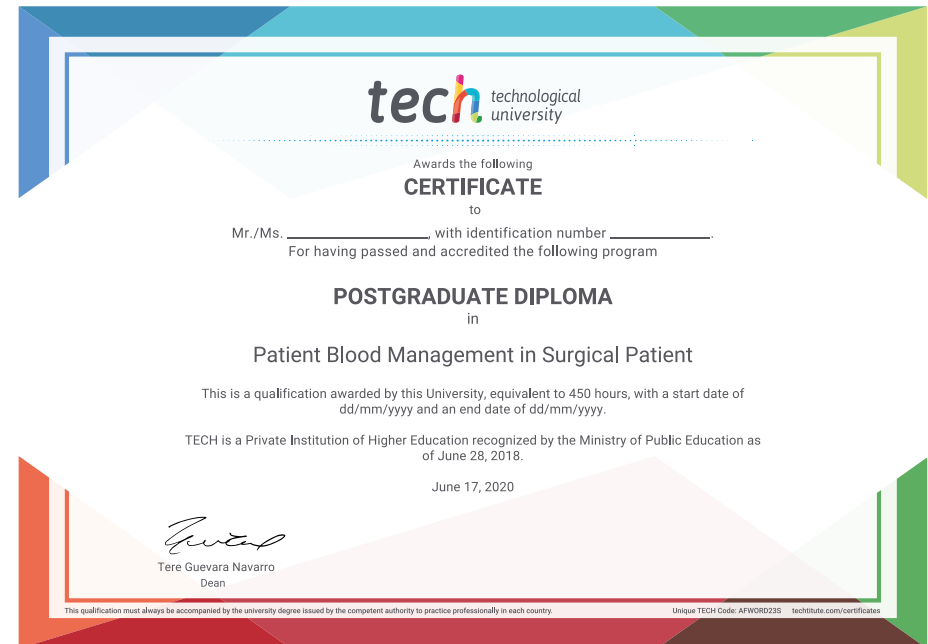 tech technological
university
Awards the following
CERTIFICATE
to
Mr./Ms. ____________________, with identification number ______________.
For having passed and accredited the following program
POSTGRADUATE DIPLOMA
in
Patient Blood Management in Surgical Patient
This is a qualification awarded by this University, equivalent to 450 hours, with a start date of
dd/mm/yyyy and an end date of dd/mm/yyyy.
TECH is a Private Institution of Higher Education recognized by the Ministry of Public Education as
of June 28, 2018.
June 17, 2020
Tere Guevara Navarro
Dean
This qualification must always be accompanied by the university degree issued by the competent authority to practice professionally in each country.
Unique TECH Code: AFWORD23S techtitute.com/certificates